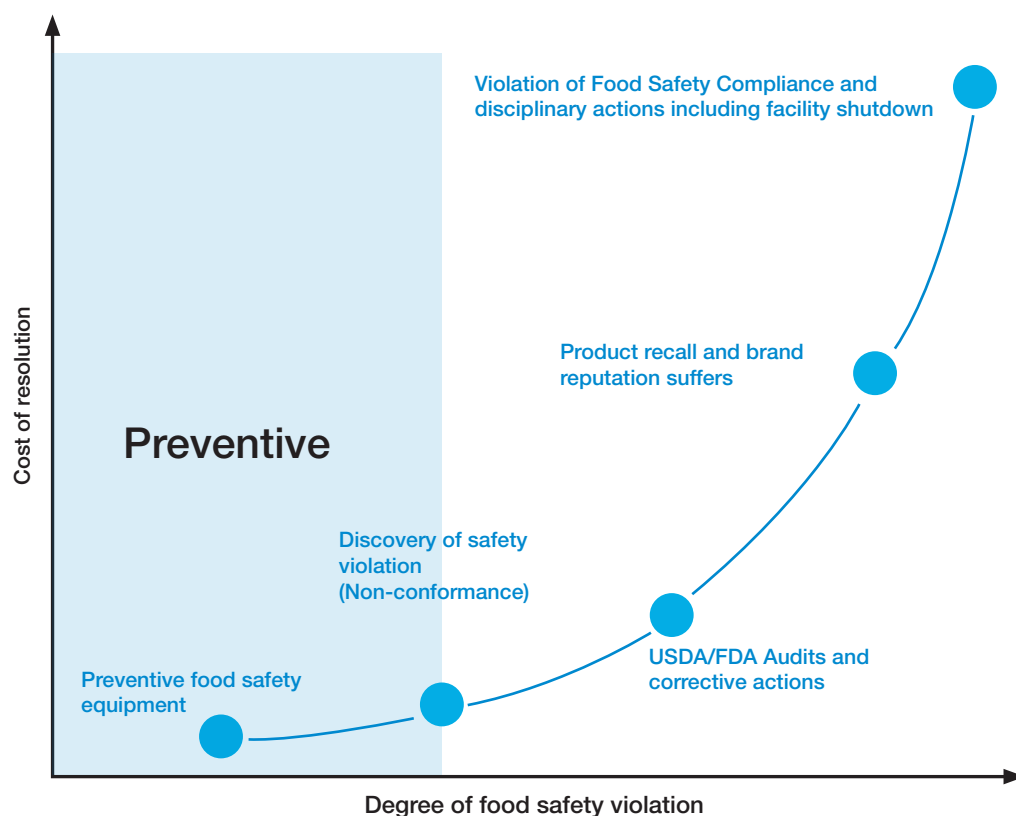 Violation of Food Safety Compliance and
disciplinary actions including facility shutdown
Product recall and brand
reputation suffers
Cost of resolution
Preventive
Discovery of safety
violation
(Non-conformance)
USDA/FDA Audits and
corrective actions
Preventive food safety
equipment
Degree of food safety violation